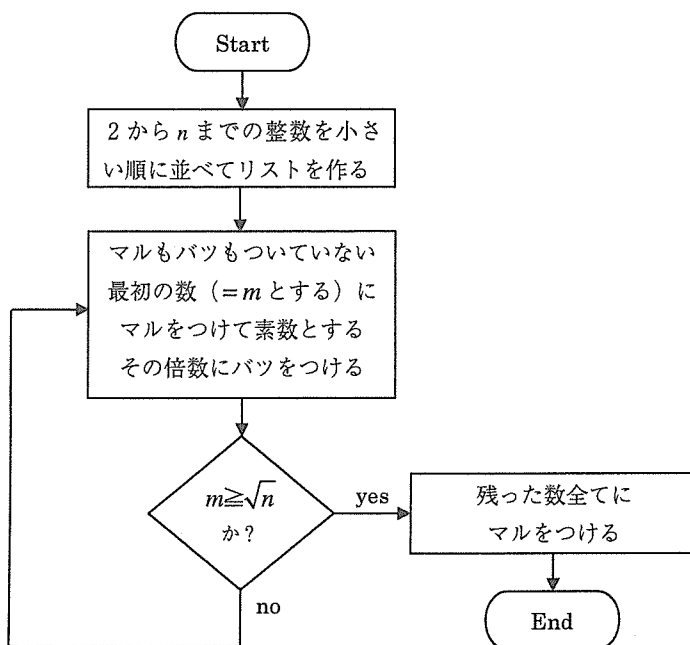 Start
2からnまでの整数を小さ
い順に並べてリストを作る
マルもバツもついていない
最初の数（=mとする）に
マルをつけて素数とする
その倍数にバツをつける
m≧√n
か？
yes
残った数全てに
マルをつける
no
End